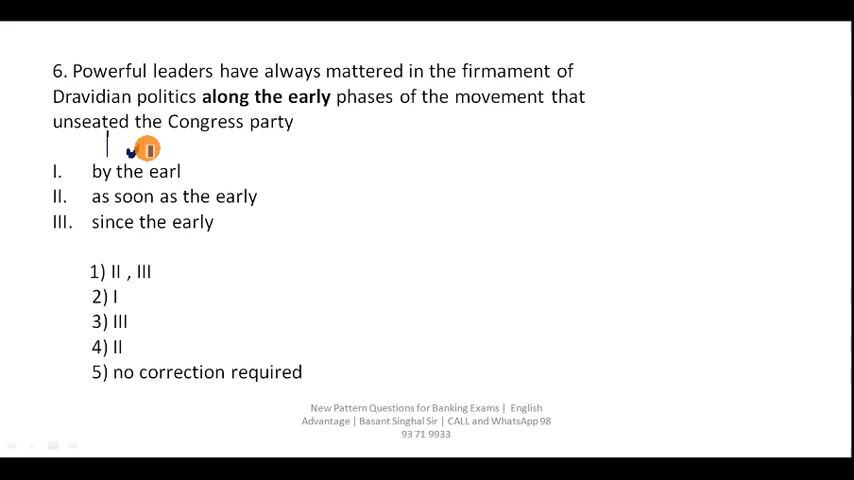 6. Powerful leaders have always mattered in the firmament of
Dravidian politics along the early phases of the movement that
unseated the Congress party
I. by the earl
II. as soon as the early
III. since the early
1) II , III
2) I
3) III
4) II
5) no correction required
New Pattern Questions for Banking Exams | English
Advantage | Basant Singhal Sir | CALL and WhatsApp 98
93 71 9933